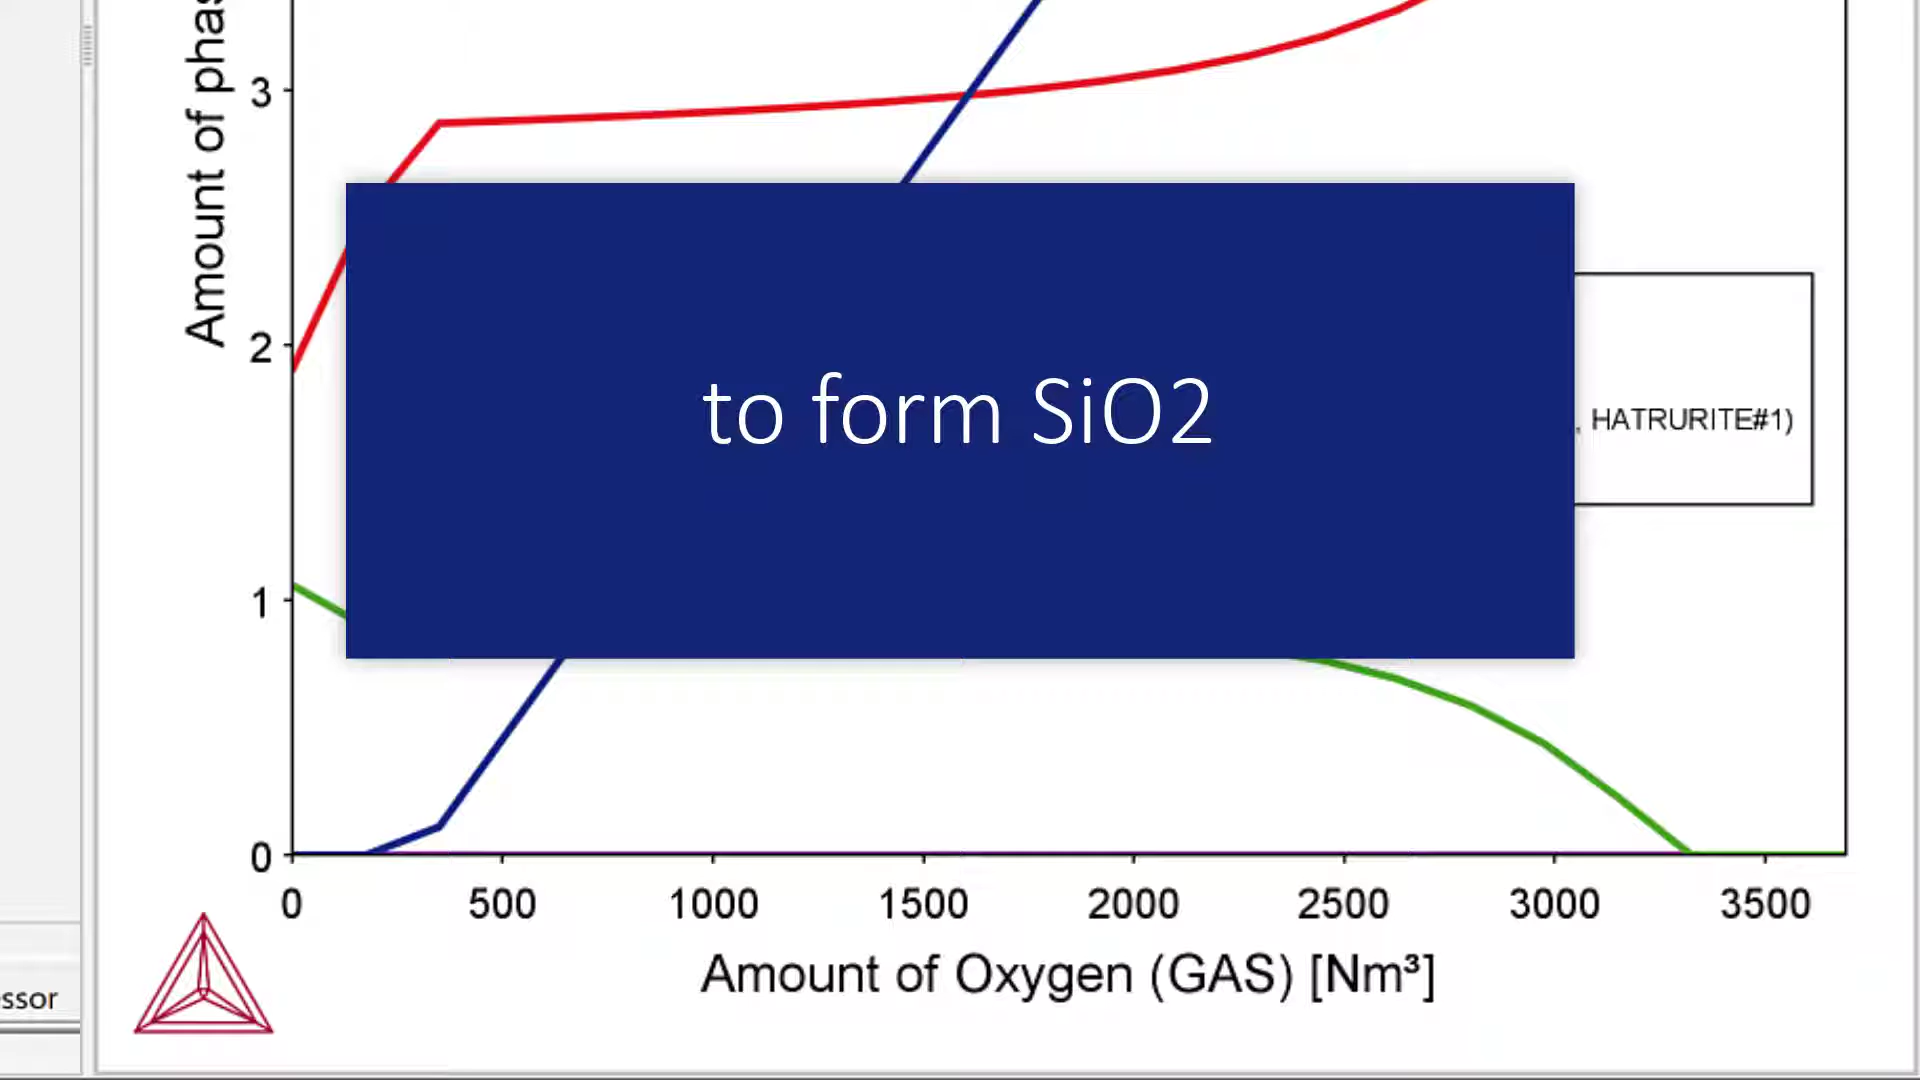 Amount of phas
3
2
1
0
to form SiO2
, HATRURITE#1)
0 500 1000 1500 2000 2500 3000 3500
Amount of Oxygen (GAS) [Nm³]
ssor